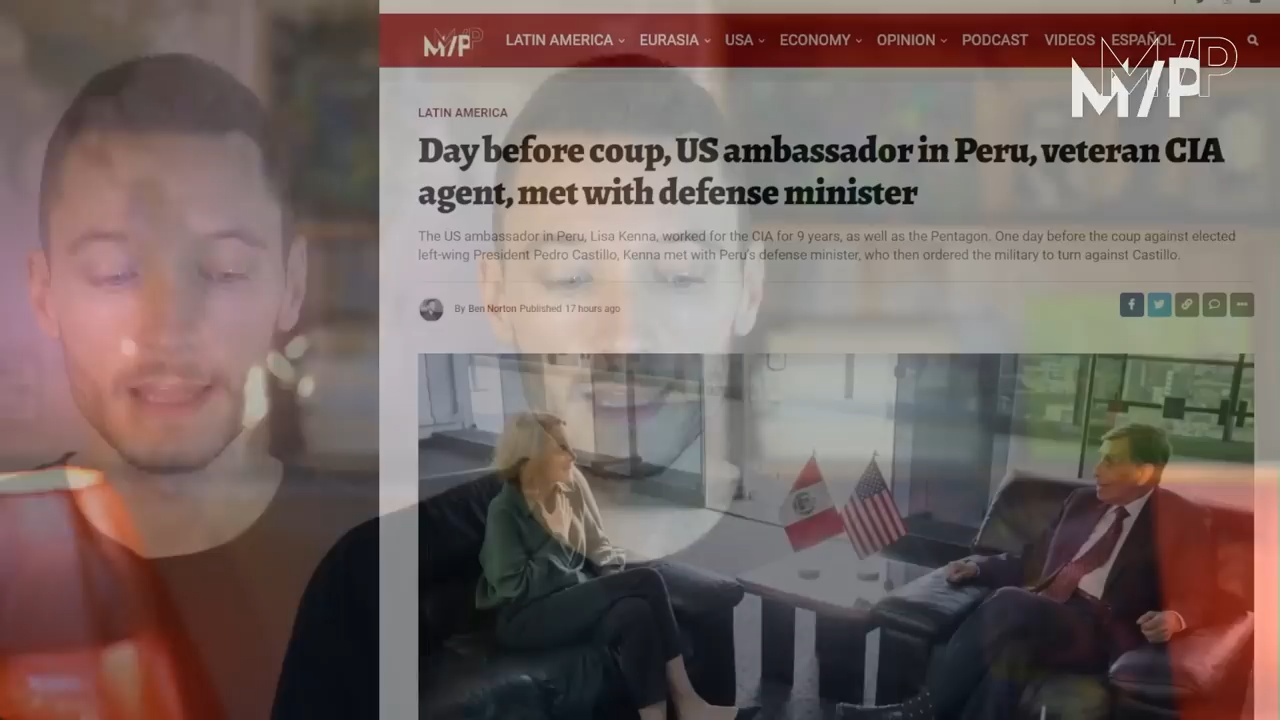 M/P
LATIN AMERICA EURASIA USA ECONOMY OPINION PODCAST VIDEOS ESPAÑOL
M/P
LATIN AMERICA
Day before coup, US ambassador in Peru, veteran CIA
agent, met with defense minister
The US ambassador in Peru, Lisa Kenna, worked for the CIA for 9 years, as well as the Pentagon. One day before the coup against elected
left-wing President Pedro Castillo, Kenna met with Peru's defense minister, who then ordered the military to turn against Castillo.
By Ben Norton Published 17 hours ago